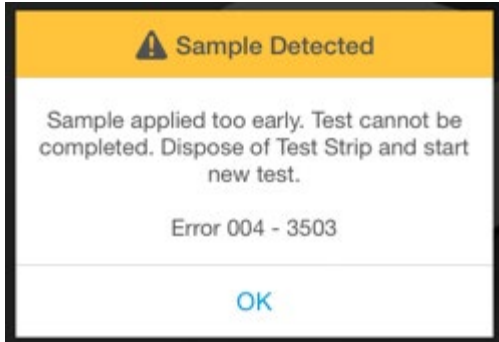 Sample Detected
Sample applied too early. Test cannot be
completed. Dispose of Test Strip and start
new test.
Error 004 - 3503
OK